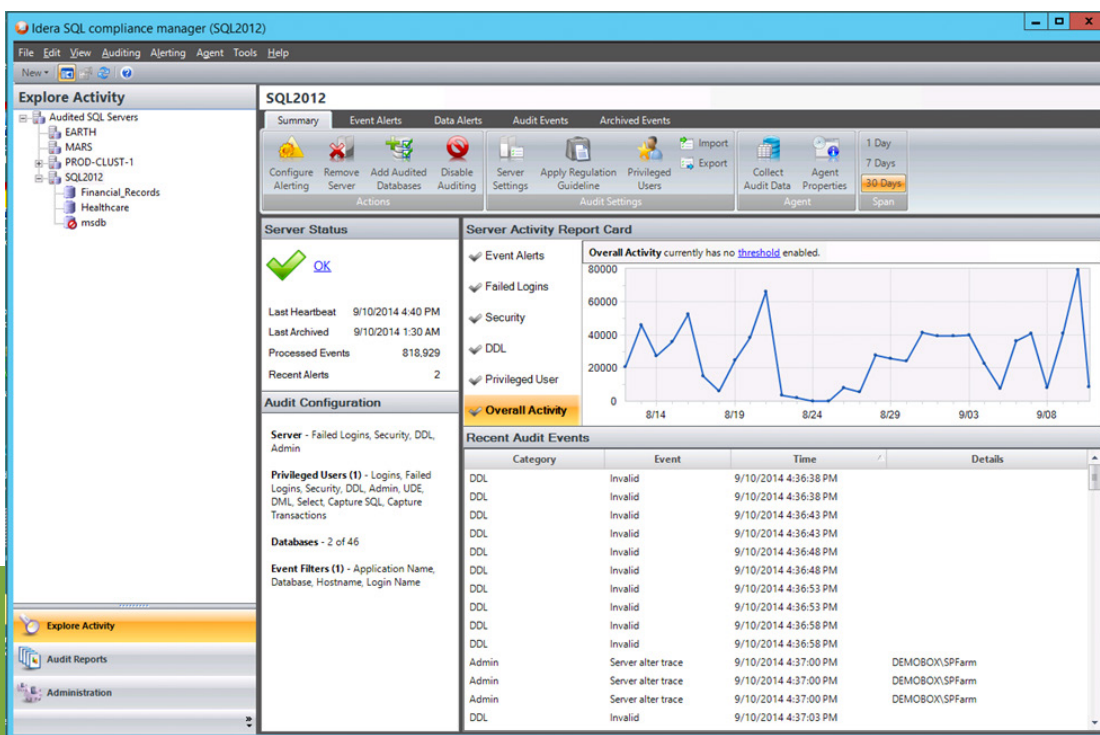 Idera SQL compliance manager (SQL2012)
File Edit View Auditing Alerting Agent Tools Help
New
Explore Activity
Audited SQL Servers
EARTH
MARS
PROD-CLUST-1
SQL2012
Financial_Records
Healthcare
msdb
Explore Activity
Audit Reports
Administration
SQL2012
Summary Event Alerts Data Alerts Audit Events Archived Events
Configure Alerting
Remove Server
Add Audited Databases
Disable Auditing
Actions
Server Settings
Apply Regulation Guideline
Privileged Users
Import
Export
Audit Settings
Collect Audit Data
Agent Properties
Agent
1 Day
7 Days
30 Days
Span
Server Status
OK
Last Heartbeat 9/10/2014 4:40 PM
Last Archived 9/10/2014 1:30 AM
Processed Events 818,929
Recent Alerts 2
Audit Configuration
Server - Failed Logins, Security, DDL,
Admin
Privileged Users (1) - Logins, Failed
Logins, Security, DDL, Admin, UDE,
DML, Select, Capture SQL, Capture
Transactions
Databases - 2 of 46
Event Filters (1) - Application Name,
Database, Hostname, Login Name
Server Activity Report Card
Event Alerts
Failed Logins
Security
DDL
Privileged User
Overall Activity
Overall Activity currently has no threshold enabled.
80000
60000
40000
20000
0
8/14 8/19 8/24 8/29 9/03 9/08
Recent Audit Events
Category Event Time Details
DDL Invalid 9/10/2014 4:36:38 PM
DDL Invalid 9/10/2014 4:36:38 PM
DDL Invalid 9/10/2014 4:36:43 PM
DDL Invalid 9/10/2014 4:36:43 PM
DDL Invalid 9/10/2014 4:36:48 PM
DDL Invalid 9/10/2014 4:36:48 PM
DDL Invalid 9/10/2014 4:36:53 PM
DDL Invalid 9/10/2014 4:36:53 PM
DDL Invalid 9/10/2014 4:36:58 PM
DDL Invalid 9/10/2014 4:36:58 PM
Admin Server alter trace 9/10/2014 4:37:00 PM DEMOBOX\SPFarm
Admin Server alter trace 9/10/2014 4:37:00 PM DEMOBOX\SPFarm
Admin Server alter trace 9/10/2014 4:37:00 PM DEMOBOX\SPFarm
DDL Invalid 9/10/2014 4:37:03 PM